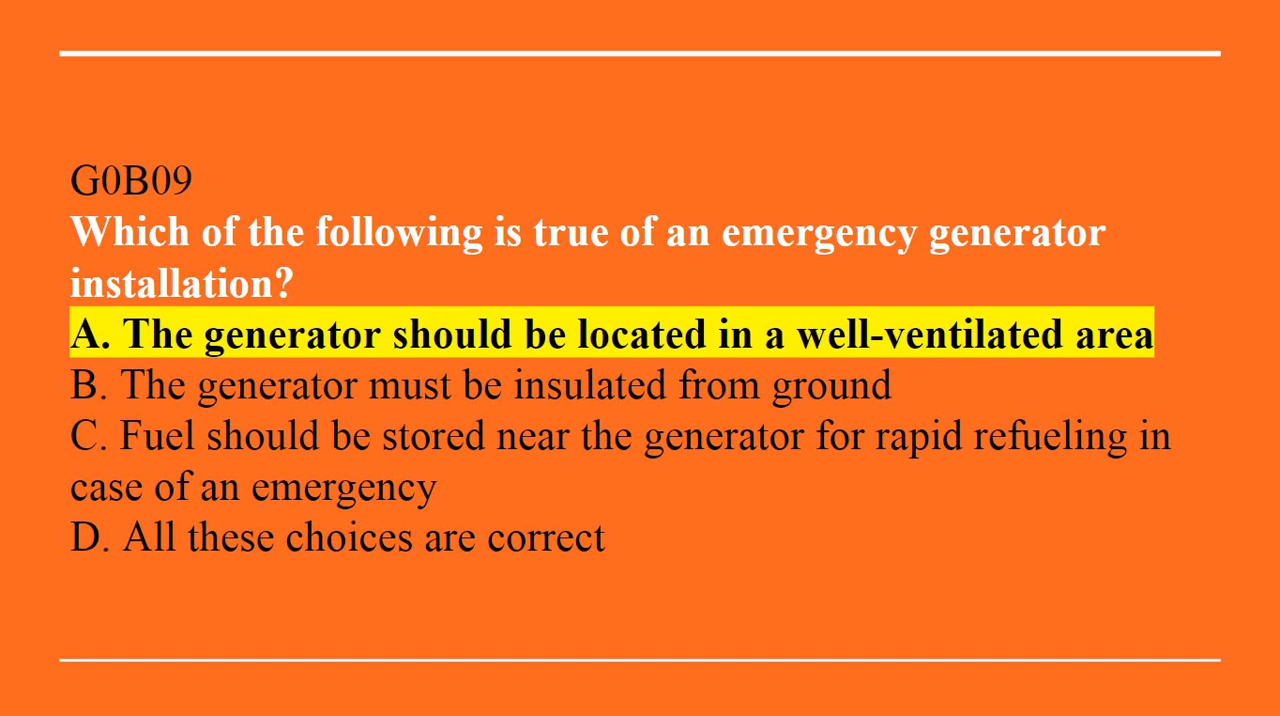 G0B09
Which of the following is true of an emergency generator
installation?
A. The generator should be located in a well-ventilated area
B. The generator must be insulated from ground
C. Fuel should be stored near the generator for rapid refueling in
case of an emergency
D. All these choices are correct